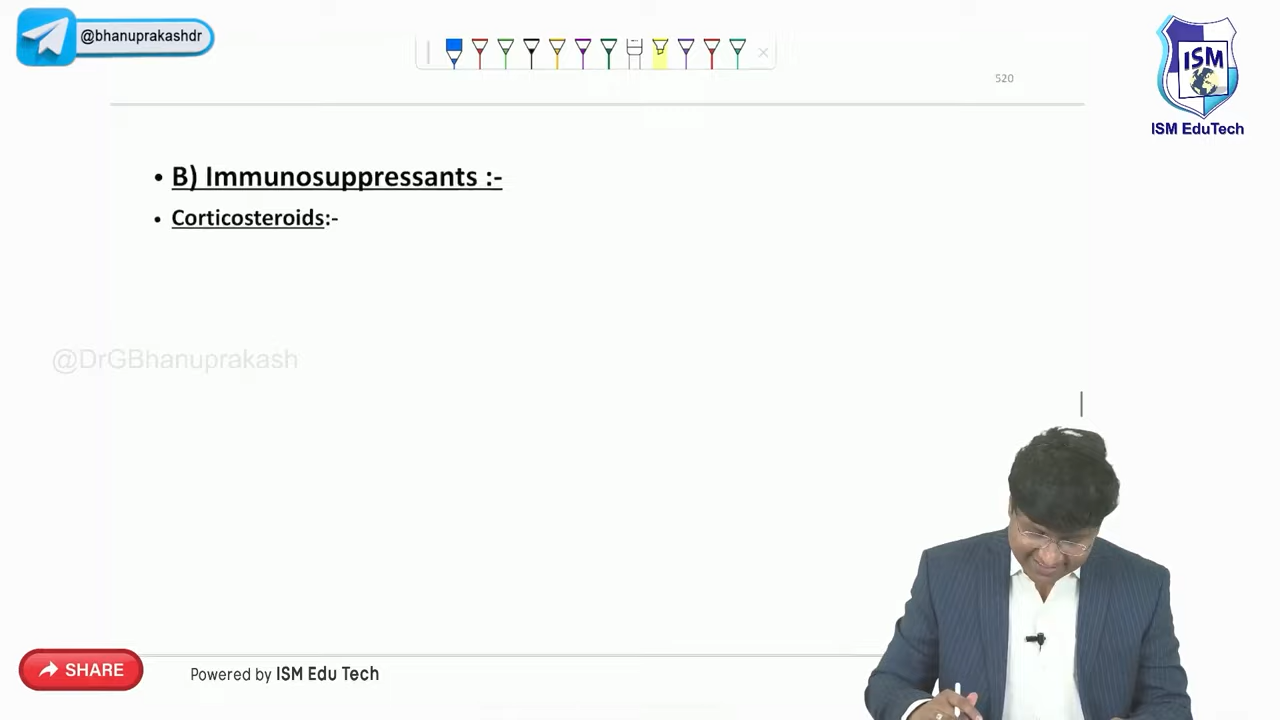 @bhanuprakashdr
520
ISM
ISM EduTech
• B) Immunosuppressants :-
• Corticosteroids:-
@DrGBhanuprakash
SHARE
Powered by ISM Edu Tech